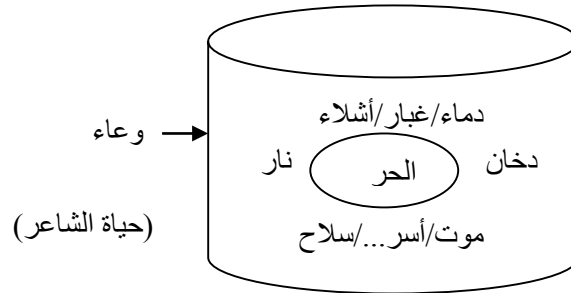 دماء/غبار/أشلاء
وعاء
دخان
نار
الحر
(حياة الشاعر)
موت/أسر.../سلاح